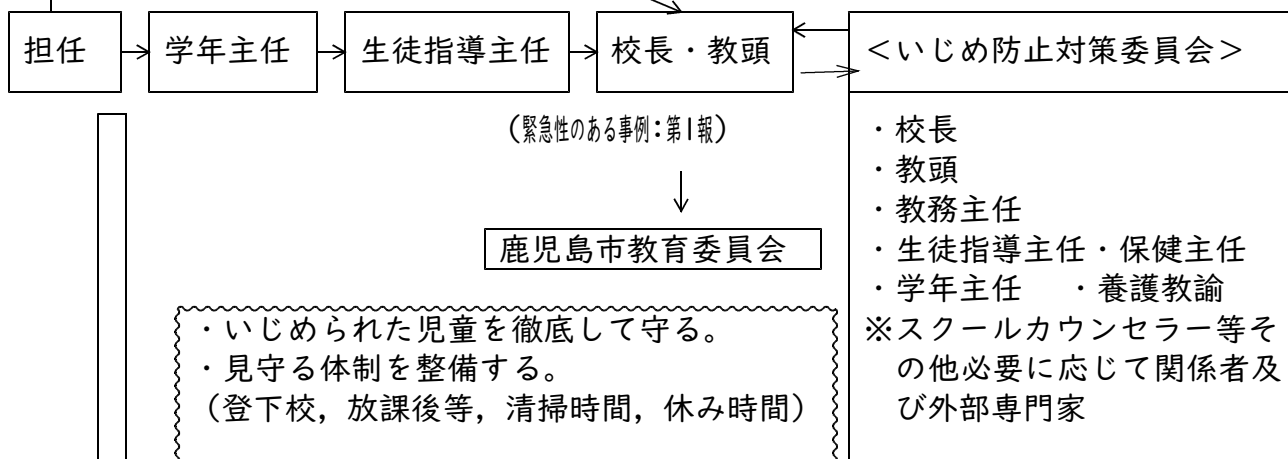 担任
学年主任
生徒指導主任
校長・教頭
＜いじめ防止対策委員会＞
（緊急性のある事例：第１報）
鹿児島市教育委員会
・いじめられた児童を徹底して守る。
・見守る体制を整備する。
（登下校，放課後等，清掃時間，休み時間）
・校長
・教頭
・教務主任
・生徒指導主任・保健主任
・学年主任　・養護教諭
※スクールカウンセラー等そ
の他必要に応じて関係者及
び外部専門家